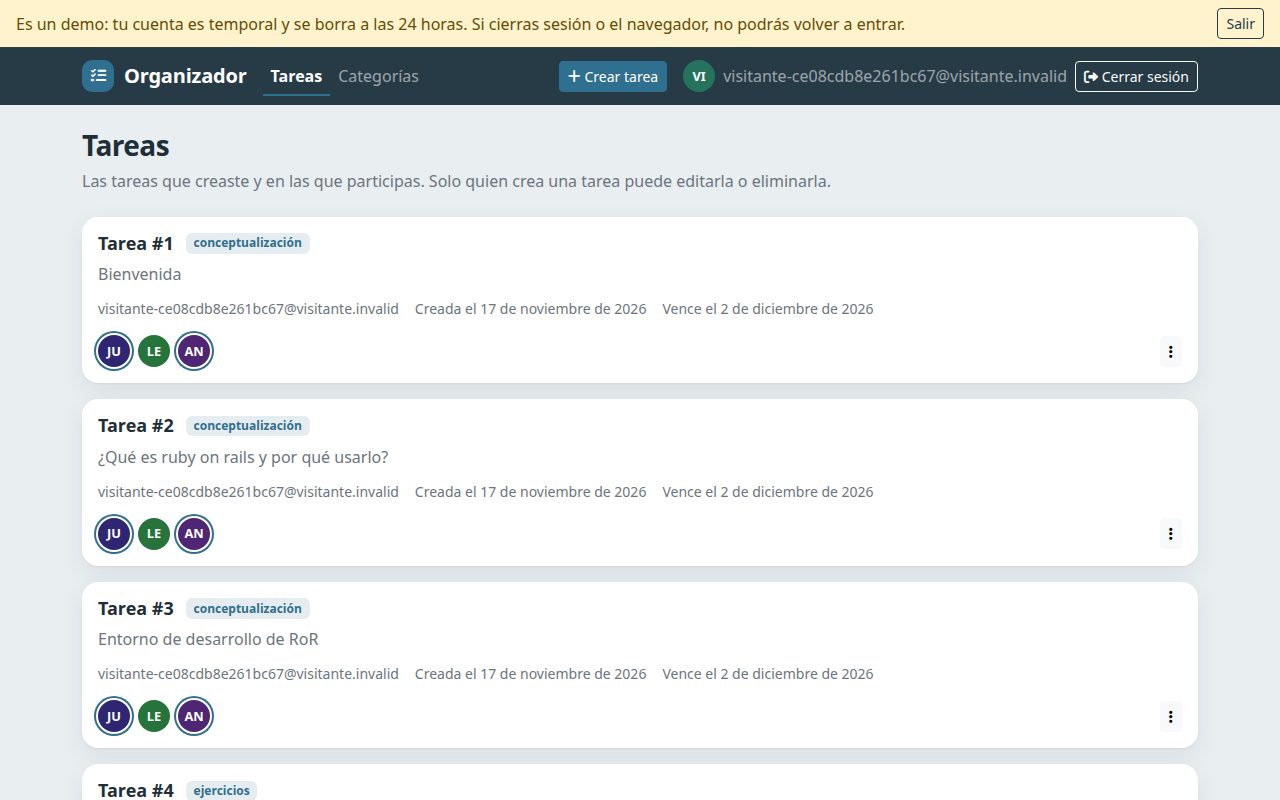 Es un demo: tu cuenta es temporal y se borra a las 24 horas. Si cierras sesión o el navegador, no podrás volver a entrar.
Salir
Organizador
Tareas
Categorías
Crear tarea
VI
visitante-ce08cdb8e261bc67@visitante.invalid
Cerrar sesión
Tareas
Las tareas que creaste y en las que participas. Solo quien crea una tarea puede editarla o eliminarla.
Tarea #1 conceptualización
Bienvenida
visitante-ce08cdb8e261bc67@visitante.invalid Creada el 17 de noviembre de 2026 Vence el 2 de diciembre de 2026
JU LE AN
Tarea #2 conceptualización
¿Qué es ruby on rails y por qué usarlo?
visitante-ce08cdb8e261bc67@visitante.invalid Creada el 17 de noviembre de 2026 Vence el 2 de diciembre de 2026
JU LE AN
Tarea #3 conceptualización
Entorno de desarrollo de RoR
visitante-ce08cdb8e261bc67@visitante.invalid Creada el 17 de noviembre de 2026 Vence el 2 de diciembre de 2026
JU LE AN
Tarea #4 ejercicios